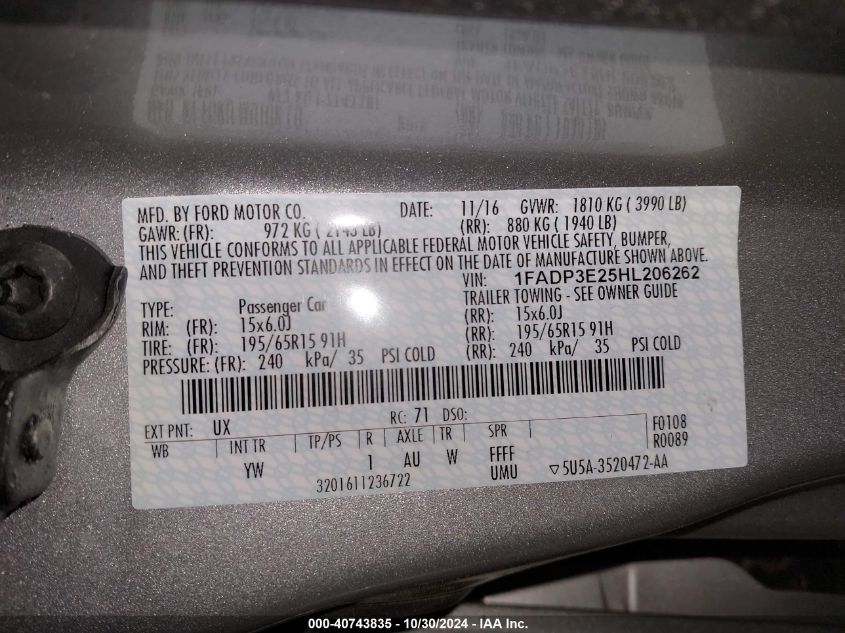 MFD. BY FORD MOTOR CO. DATE: 11/16 GVWR: 1810 KG ( 3990 LB)
GAWR: (FR): 972 KG ( 2143 LB) (RR): 880 KG ( 1940 LB)
THIS VEHICLE CONFORMS TO ALL APPLICABLE FEDERAL MOTOR VEHICLE SAFETY, BUMPER,
AND THEFT PREVENTION STANDARDS IN EFFECT ON THE DATE OF MANUFACTURE SHOWN ABOVE.
VIN: 1FADP3E25HL206262
TYPE: Passenger Car TRAILER TOWING - SEE OWNER GUIDE
RIM: (FR): 15x6.0J (RR): 15x6.0J
TIRE: (FR): 195/65R15 91H (RR): 195/65R15 91H
PRESSURE: (FR): 240 kPa/ 35 PSI COLD (RR): 240 kPa/ 35 PSI COLD
EXT PNT: UX RC: 71 DSO: F0108
WB INT TR TP/PS R AXLE TR SPR R0089
YW 1 AU W FFFF
UMU ▽5U5A-3520472-AA
3201611236722
000-40743835 - 10/30/2024 - IAA Inc.